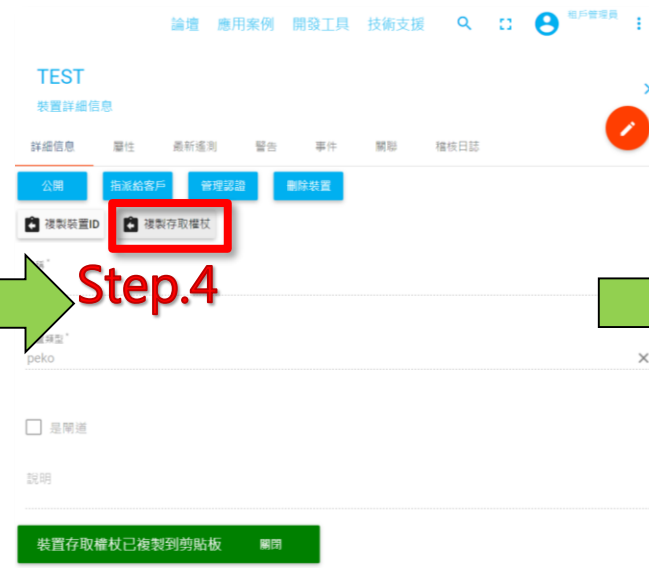 論壇 應用案例 開發工具 技術支援 租戶管理員
TEST
裝置詳細信息
詳細信息 屬性 最新遙測 警告 事件 關聯 稽核日誌
公開 指派給客戶 管理認證 刪除裝置
複製裝置ID 複製存取權杖
Step.4
peko
是閘道
說明
裝置存取權杖已複製到剪貼板 關閉